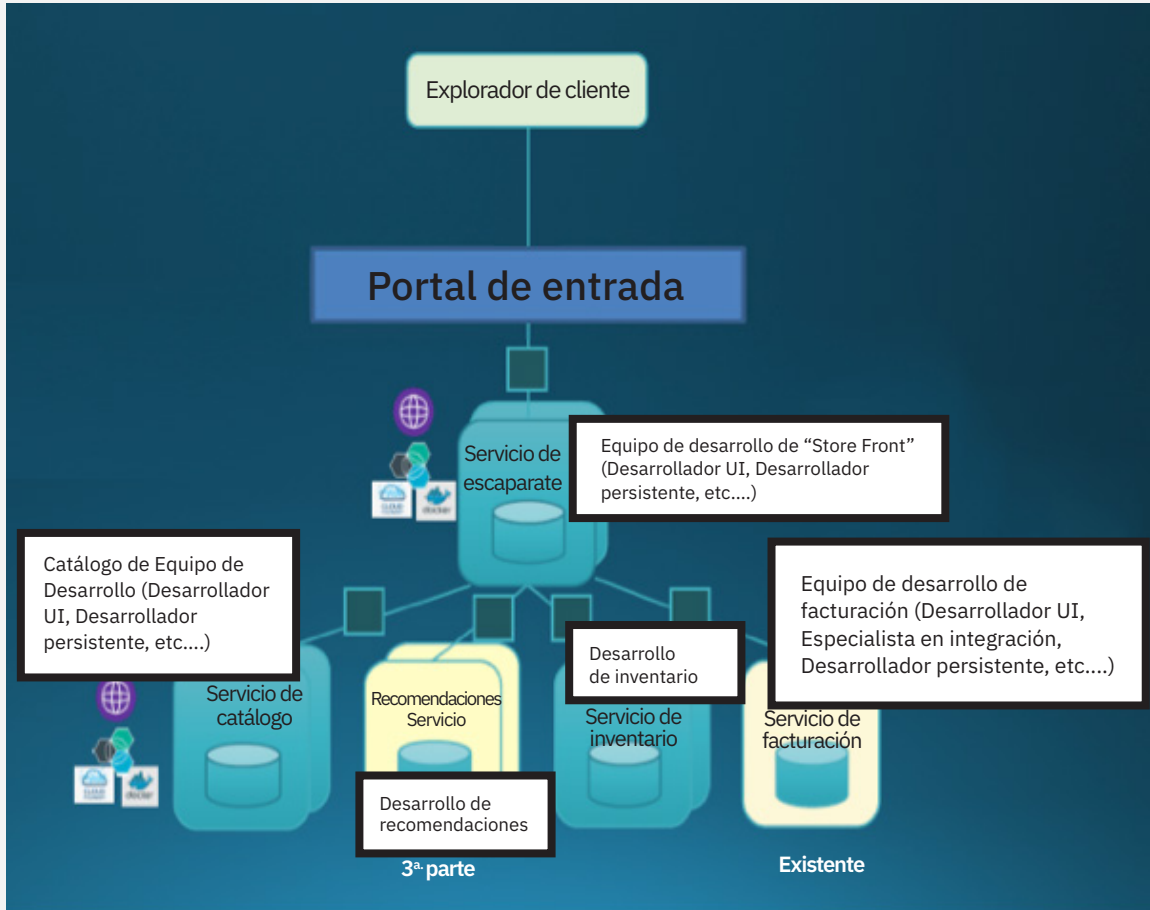 Explorador de cliente
Portal de entrada
Servicio de
escaparate
Equipo de desarrollo de “Store Front”
(Desarrollador UI, Desarrollador
persistente, etc....)
docker
Catálogo de Equipo de
Desarrollo (Desarrollador
UI, Desarrollador
persistente, etc....)
Equipo de desarrollo de
facturación (Desarrollador UI,
Especialista en integración,
Desarrollador persistente, etc....)
Desarrollo
de inventario
Servicio de
catálogo
Recomendaciones
Servicio
Servicio de
inventario
Servicio de
facturación
docker
Desarrollo de
recomendaciones
3ª. parte
Existente